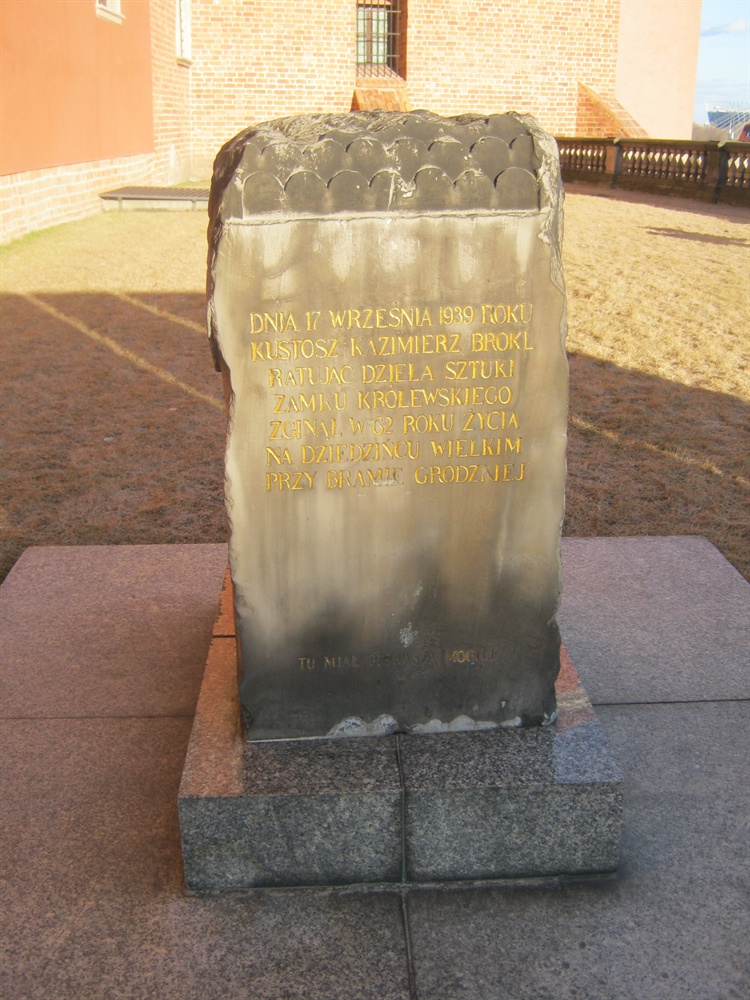 DNIA 17 WRZEŚNIA 1939 ROKU
KUSTOSZ KAZIMIERZ BROKL
RATUJĄC DZIEŁA SZTUKI
ZAMKU KRÓLEWSKIEGO
ZGINĄŁ W 62 ROKU ŻYCIA
NA DZIEDZIŃCU WIELKIM
PRZY BRAMIE GRODZKIEJ
TU MIAŁ PIERWSZĄ MOGIŁĘ